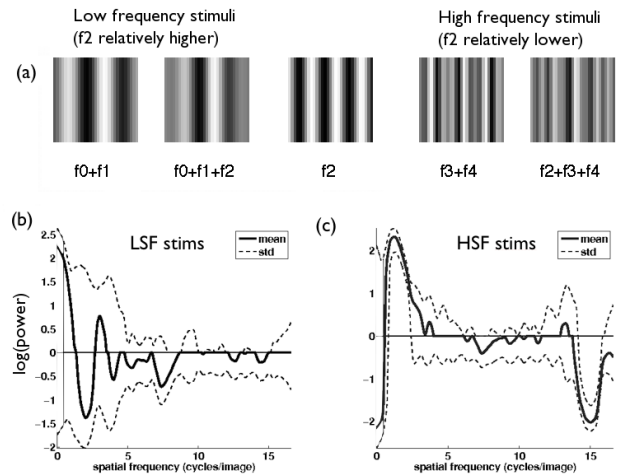 Low frequency stimuli
(f2 relatively higher)
High frequency stimuli
(f2 relatively lower)
(a)
f0+f1
f0+f1+f2
f2
f3+f4
f2+f3+f4
(b)
LSF stims
mean
std
2.5
2
1.5
1
0.5
0
−0.5
−1
−1.5
−2
log(power)
0
5
10
15
spatial frequency (cycles/image)
(c)
HSF stims
mean
std
2
1
0
-1
2
0
5
10
15
spatial frequency (cycles/image)